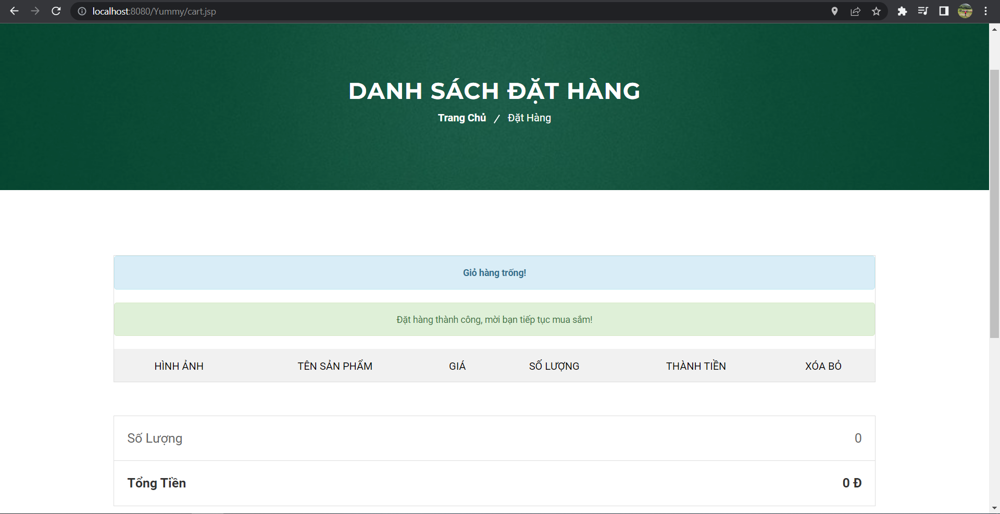 localhost:8080/Yummy/cart.jsp
DANH SÁCH ĐẶT HÀNG
Trang Chủ / Đặt Hàng
Giỏ hàng trống!
Đặt hàng thành công, mời bạn tiếp tục mua sắm!
HÌNH ẢNH TÊN SẢN PHẨM GIÁ SỐ LƯỢNG THÀNH TIỀN XÓA BỎ
Số Lượng 0
Tổng Tiền 0 Đ